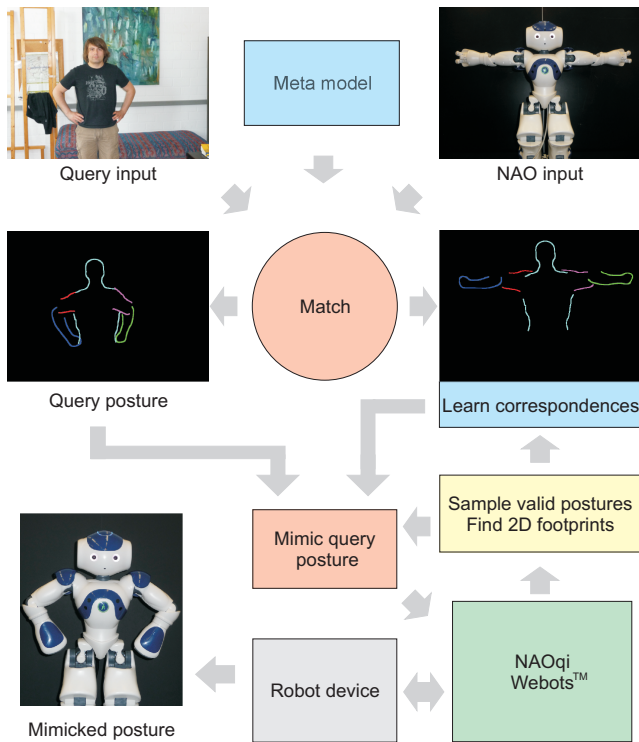 Meta model
Query input
NAO input
Match
Query posture
Learn correspondences
Sample valid postures
Find 2D footprints
Mimic query
posture
NAOqi
Webots™
Robot device
Mimicked posture